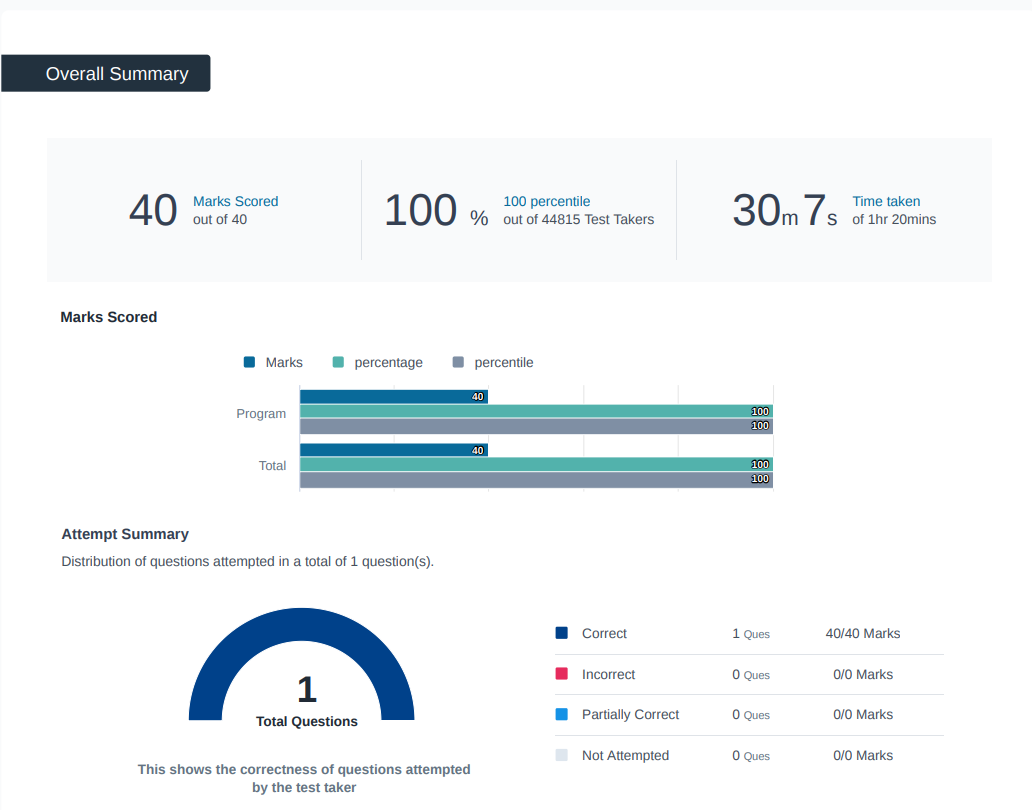 Overall Summary
40 Marks Scored
out of 40
100 % 100 percentile
out of 44815 Test Takers
30m 7s Time taken
of 1hr 20mins
Marks Scored
Marks percentage percentile
Program 40
100
100
Total 40
100
100
Attempt Summary
Distribution of questions attempted in a total of 1 question(s).
1
Total Questions
This shows the correctness of questions attempted
by the test taker
Correct 1 Ques 40/40 Marks
Incorrect 0 Ques 0/0 Marks
Partially Correct 0 Ques 0/0 Marks
Not Attempted 0 Ques 0/0 Marks